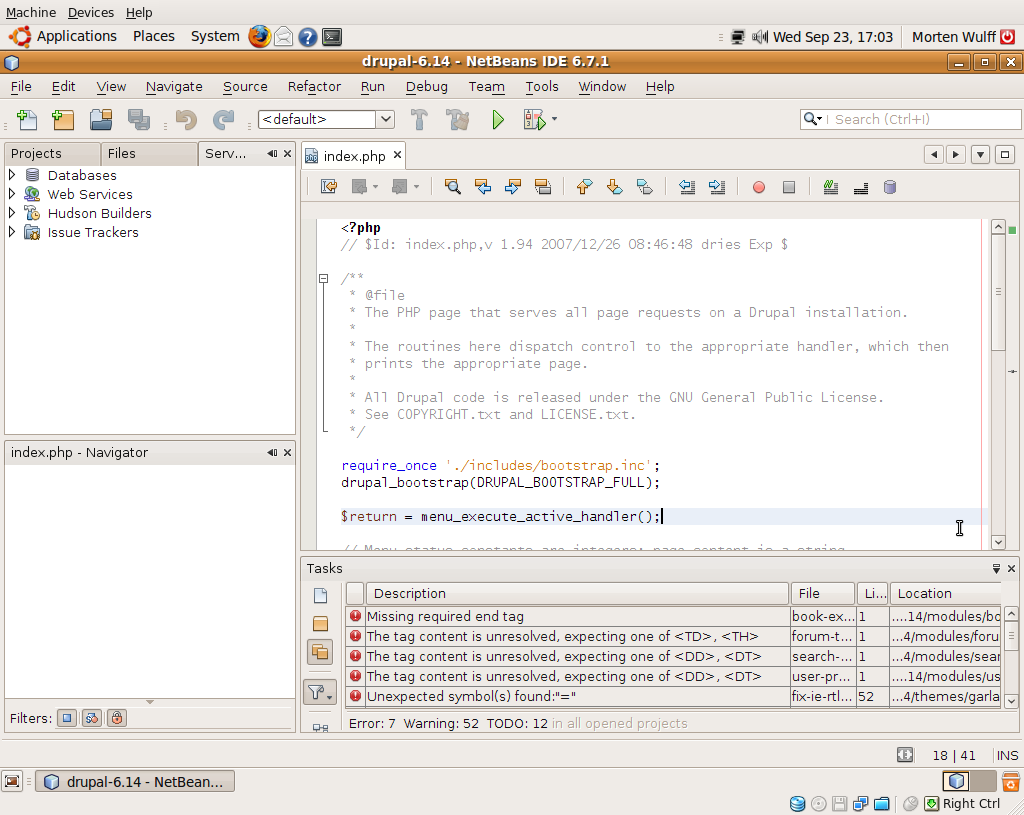 Machine Devices Help
Applications Places System Wed Sep 23, 17:03 Morten Wulff
drupal-6.14 - NetBeans IDE 6.7.1
File Edit View Navigate Source Refactor Run Debug Team Tools Window Help
<default> Search (Ctrl+I)
Projects Files Serv...
Databases
Web Services
Hudson Builders
Issue Trackers
index.php
<?php
// $Id: index.php,v 1.94 2007/12/26 08:46:48 dries Exp $
/**
* @file
* The PHP page that serves all page requests on a Drupal installation.
*
* The routines here dispatch control to the appropriate handler, which then
* prints the appropriate page.
*
* All Drupal code is released under the GNU General Public License.
* See COPYRIGHT.txt and LICENSE.txt.
*/
require_once './includes/bootstrap.inc';
drupal_bootstrap(DRUPAL_BOOTSTRAP_FULL);
$return = menu_execute_active_handler();
// Menu status constants are integers; page content is a string.
index.php - Navigator
Filters:
Tasks
Description File Li... Location
Missing required end tag book-ex... 1 ....14/modules/bo
The tag content is unresolved, expecting one of <TD>, <TH> forum-t... 1 ...4/modules/foru
The tag content is unresolved, expecting one of <DD>, <DT> search-... 1 ...4/modules/sear
The tag content is unresolved, expecting one of <DD>, <DT> user-pr... 1 ....14/modules/us
Unexpected symbol(s) found:"=" fix-ie-rtl... 52 ...4/themes/garla
Error: 7 Warning: 52 TODO: 12 in all opened projects
18 | 41 INS
drupal-6.14 - NetBean...
Right Ctrl